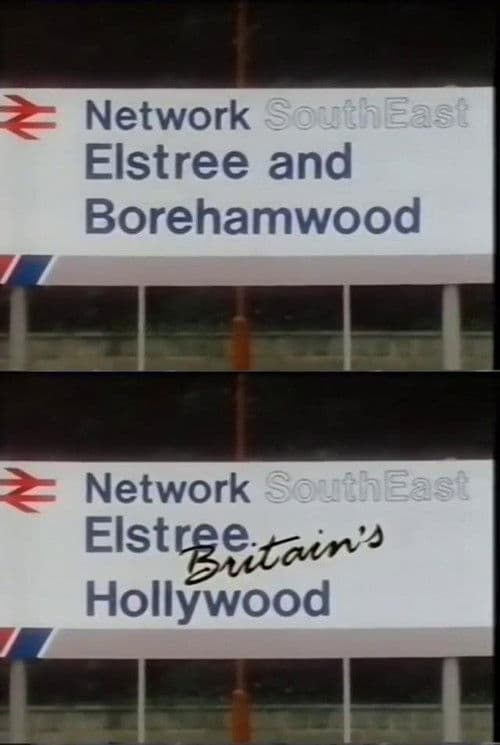 Network SouthEast
Elstree and
Borehamwood
Network SouthEast
Elstree.
Britain's
Hollywood